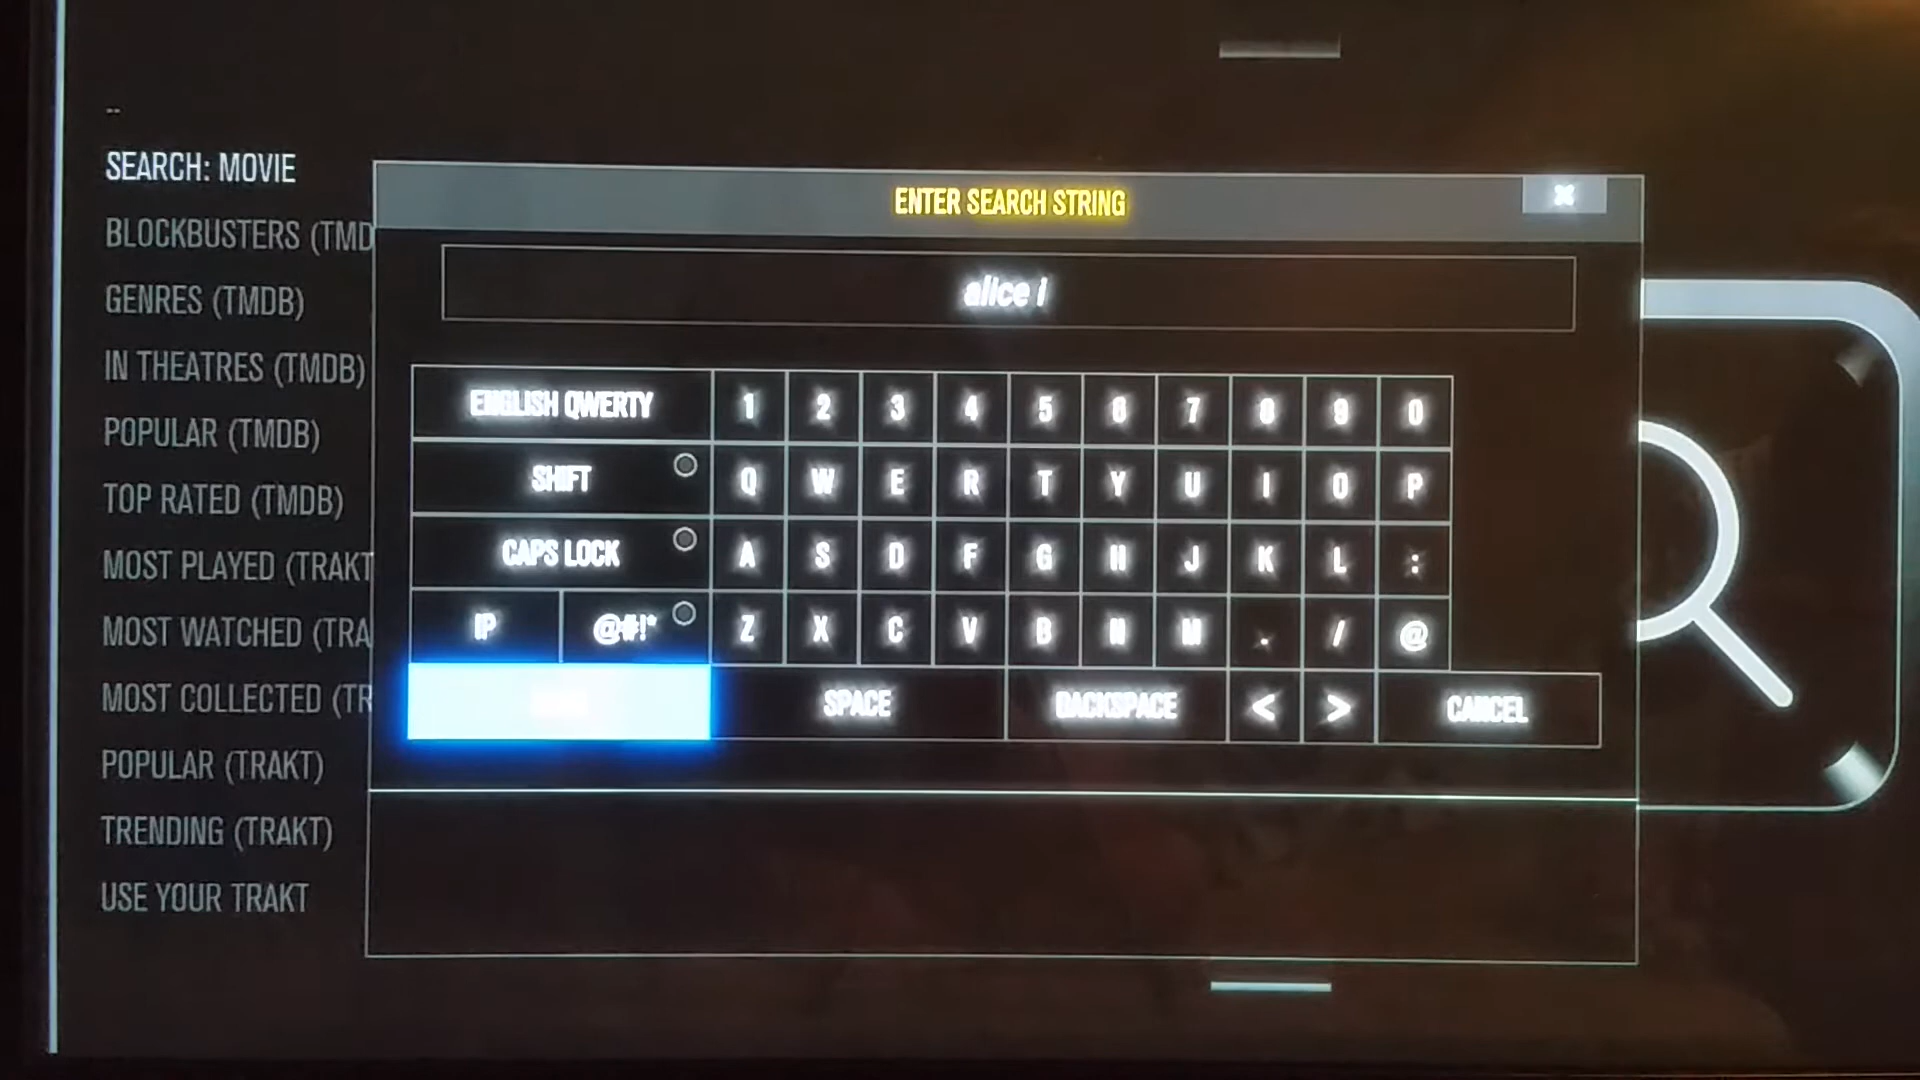 --
SEARCH: MOVIE
BLOCKBUSTERS (TMD
GENRES (TMDB)
IN THEATRES (TMDB)
POPULAR (TMDB)
TOP RATED (TMDB)
MOST PLAYED (TRAKT
MOST WATCHED (TRA
MOST COLLECTED (TR
POPULAR (TRAKT)
TRENDING (TRAKT)
USE YOUR TRAKT
ENTER SEARCH STRING
alice i
ENGLISH QWERTY 1 2 3 4 5 6 7 8 9 0
SHIFT Q W E R T Y U I O P
CAPS LOCK A S D F G H J K L :
IP @#!* Z X C V B N M . / @
SPACE BACKSPACE < > CANCEL